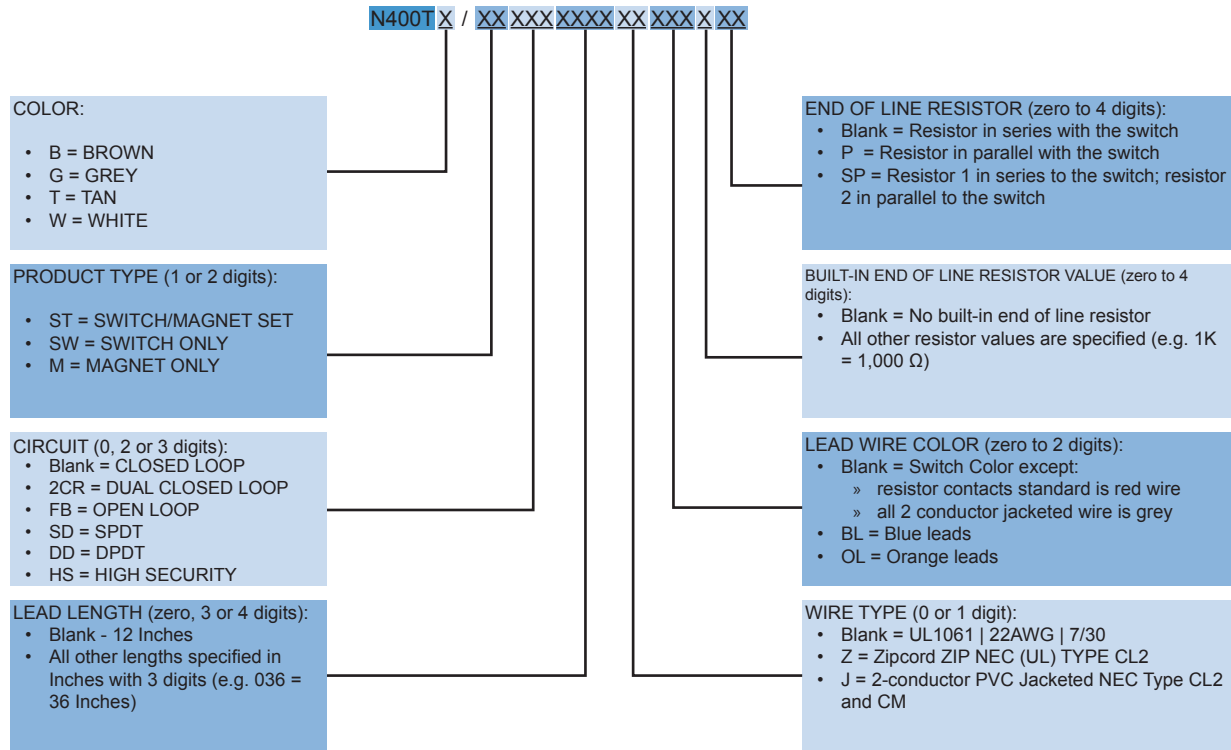 N400T X / XX XXX XXXX XX XXX X XX
COLOR:
• B = BROWN
• G = GREY
• T = TAN
• W = WHITE
PRODUCT TYPE (1 or 2 digits):
• ST = SWITCH/MAGNET SET
• SW = SWITCH ONLY
• M = MAGNET ONLY
CIRCUIT (0, 2 or 3 digits):
• Blank = CLOSED LOOP
• 2CR = DUAL CLOSED LOOP
• FB = OPEN LOOP
• SD = SPDT
• DD = DPDT
• HS = HIGH SECURITY
LEAD LENGTH (zero, 3 or 4 digits):
• Blank - 12 Inches
• All other lengths specified in
Inches with 3 digits (e.g. 036 =
36 Inches)
END OF LINE RESISTOR (zero to 4 digits):
• Blank = Resistor in series with the switch
• P = Resistor in parallel with the switch
• SP = Resistor 1 in series to the switch; resistor
2 in parallel to the switch
BUILT-IN END OF LINE RESISTOR VALUE (zero to 4
digits):
• Blank = No built-in end of line resistor
• All other resistor values are specified (e.g. 1K
= 1,000 Ω)
LEAD WIRE COLOR (zero to 2 digits):
• Blank = Switch Color except:
» resistor contacts standard is red wire
» all 2 conductor jacketed wire is grey
• BL = Blue leads
• OL = Orange leads
WIRE TYPE (0 or 1 digit):
• Blank = UL1061 | 22AWG | 7/30
• Z = Zipcord ZIP NEC (UL) TYPE CL2
• J = 2-conductor PVC Jacketed NEC Type CL2
and CM